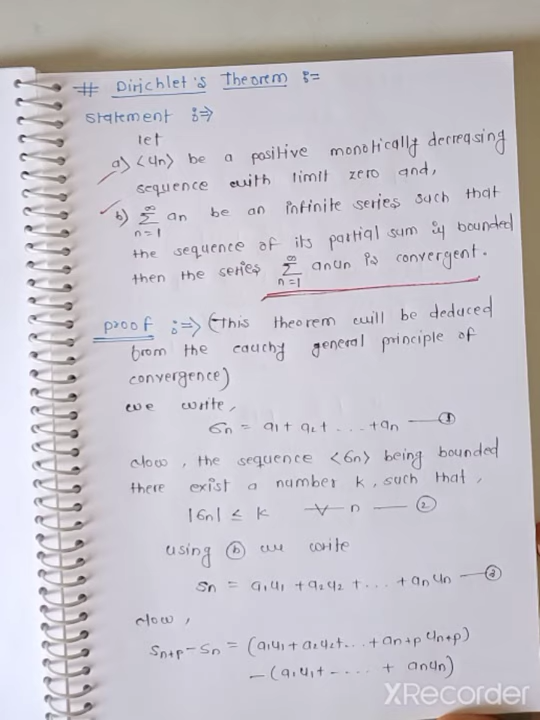 # Dirichlet's Theorem :=
Statement :⇒
let
a) <un> be a positive monotically decreasing
sequence with limit zero and,
b) ∞∑n=1 an be an infinite series such that
the sequence of its partial sum is bounded
then the series ∞∑n=1 anun is convergent.
proof :⇒ (This theorem will be deduced
from the cauchy general principle of
convergence)
we write,
σn = a1 + a2 + ... + an — ①
Now, the sequence <σn> being bounded
there exist a number k, such that,
|σn| ≤ k ∀ n — ②
using ⓑ we write
Sn = a1u1 + a2u2 + ... + anun — ③
Now,
Sn+p - Sn = (a1u1 + a2u2 + ... + an+p un+p)
- (a1u1 + - ... + anun)
XRecorder